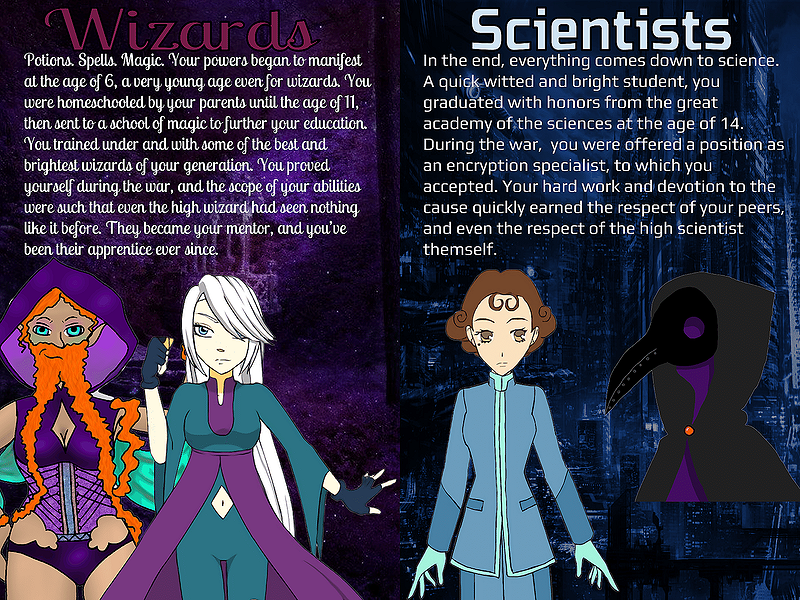 Wizards
Potions. Spells. Magic. Your powers began to manifest
at the age of 6, a very young age even for wizards. You
were homeschooled by your parents until the age of 11,
then sent to a school of magic to further your education.
You trained under and with some of the best and
brightest wizards of your generation. You proved
yourself during the war, and the scope of your abilities
were such that even the high wizard had seen nothing
like it before. They became your mentor, and you've
been their apprentice ever since.
Scientists
In the end, everything comes down to science.
A quick witted and bright student, you
graduated with honors from the great
academy of the sciences at the age of 14.
During the war, you were offered a position as
an encryption specialist, to which you
accepted. Your hard work and devotion to the
cause quickly earned the respect of your peers,
and even the respect of the high scientist
themself.